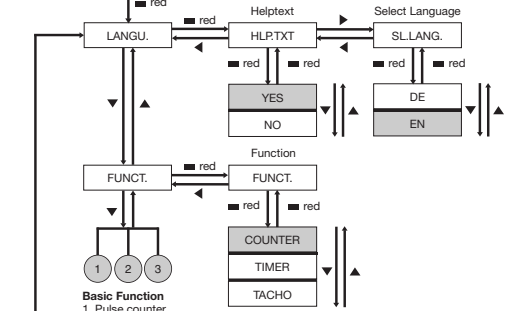 red
Helptext
Select Language
LANGU.
red
HLP.TXT
SL.LANG.
red
red
red
red
YES
NO
DE
EN
Function
FUNCT.
red
FUNCT.
red
red
COUNTER
TIMER
TACHO
1 2 3
Basic Function
1. Pulse counter